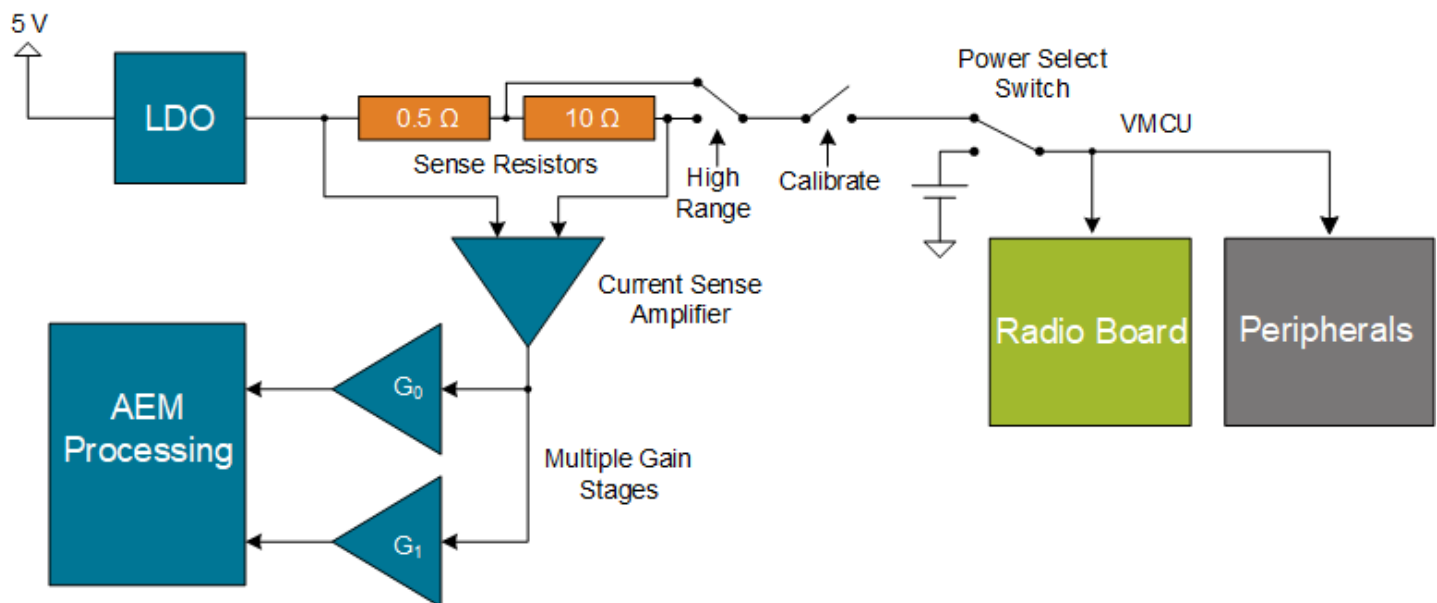 5 V
LDO
0.5 Ω
10 Ω
Sense Resistors
High
Range
Calibrate
Power Select
Switch
VMCU
Current Sense
Amplifier
Radio Board
Peripherals
AEM
Processing
G₀
Multiple Gain
Stages
G₁